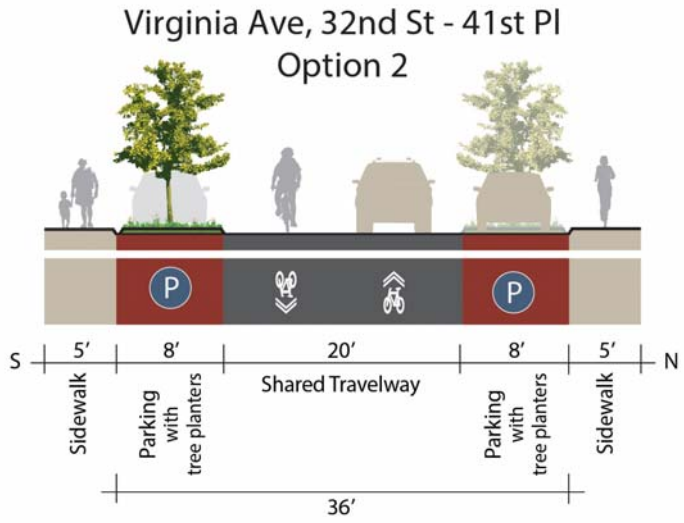 Virginia Ave, 32nd St - 41st Pl
Option 2
P
P
S
5'
8'
20'
8'
5'
N
Sidewalk
Parking
with
tree planters
Shared Travelway
Parking
with
tree planters
Sidewalk
36'